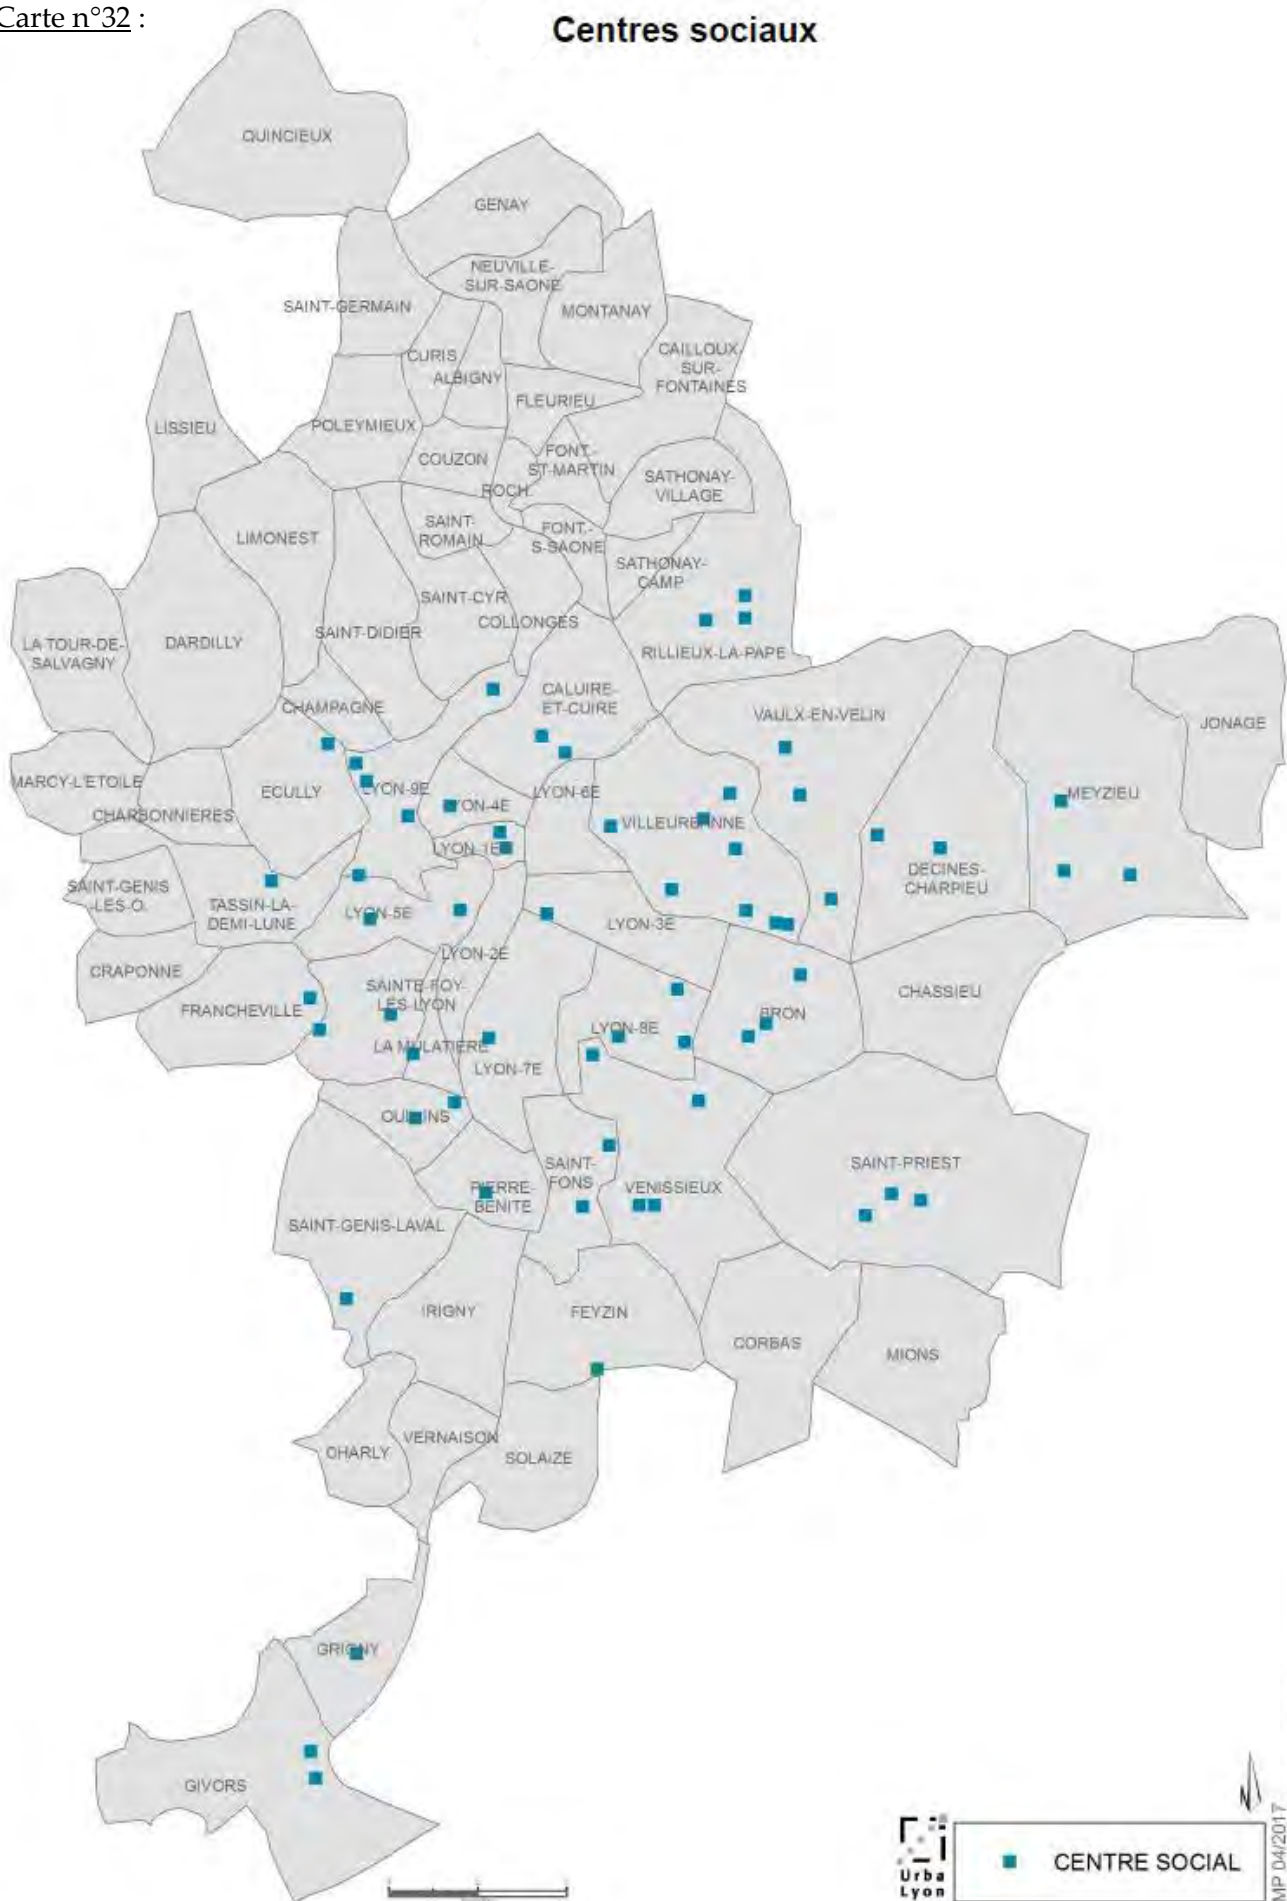 Carte n°32 :
Centres sociaux
QUINCIEUX
GENAY
NEUVILLE-
SUR-SAONE
SAINT-GERMAIN
MONTANAY
CURIS
ALBIGNY
CAILLOUX-
SUR-
FONTAINES
FLEURIEU
LISSIEU
POLEYMIEUX
COUZON
FONT.-
ST-MARTIN
ROCH.
SATHONAY-
VILLAGE
LIMONEST
SAINT-
ROMAIN
FONT.-
S-SAONE
SATHONAY-
CAMP
SAINT-CYR
COLLONGES
LA TOUR-DE-
SALVAGNY
DARDILLY
SAINT-DIDIER
RILLIEUX-LA-PAPE
CHAMPAGNE
CALUIRE-
ET-CUIRE
VAULX-EN-VELIN
JONAGE
MARCY-L'ETOILE
CHARBONNIERES
ECULLY
LYON-9E
LYON-4E
LYON-6E
VILLEURBANNE
MEYZIEU
LYON-1E
DECINES-
CHARPIEU
SAINT-GENIS
-LES-O.
TASSIN-LA-
DEMI-LUNE
LYON-5E
LYON-3E
LYON-2E
CRAPONNE
FRANCHEVILLE
SAINTE-FOY-
LES-LYON
CHASSIEU
BRON
LYON-8E
LA MULATIERE
LYON-7E
OULLINS
SAINT-PRIEST
SAINT-
FONS
VENISSIEUX
PIERRE-
BENITE
SAINT-GENIS-LAVAL
IRIGNY
FEYZIN
CORBAS
MIONS
CHARLY
VERNAISON
SOLAIZE
GRIGNY
GIVORS
Urba
Lyon
CENTRE SOCIAL
N
MP 04/2017